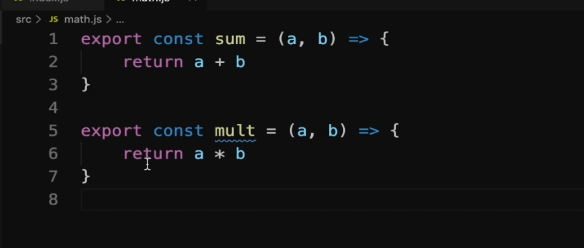 src > JS math.js > ...
1 export const sum = (a, b) => {
2     return a + b
3 }
4
5 export const mult = (a, b) => {
6     return a * b
7 }
8